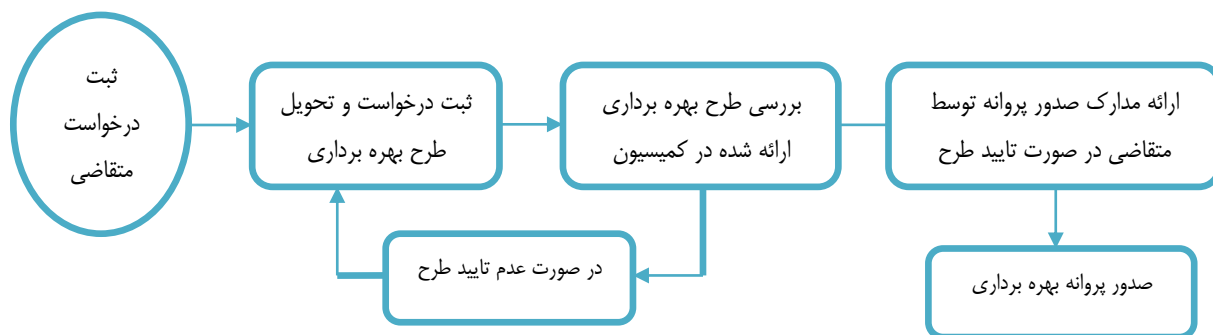 ثبت
درخواست
متقاضی
ثبت درخواست و تحویل
طرح بهره برداری
بررسی طرح بهره برداری
ارائه شده در کمیسیون
ارائه مدارک صدور پروانه توسط
متقاضی در صورت تایید طرح
در صورت عدم تایید طرح
صدور پروانه بهره برداری